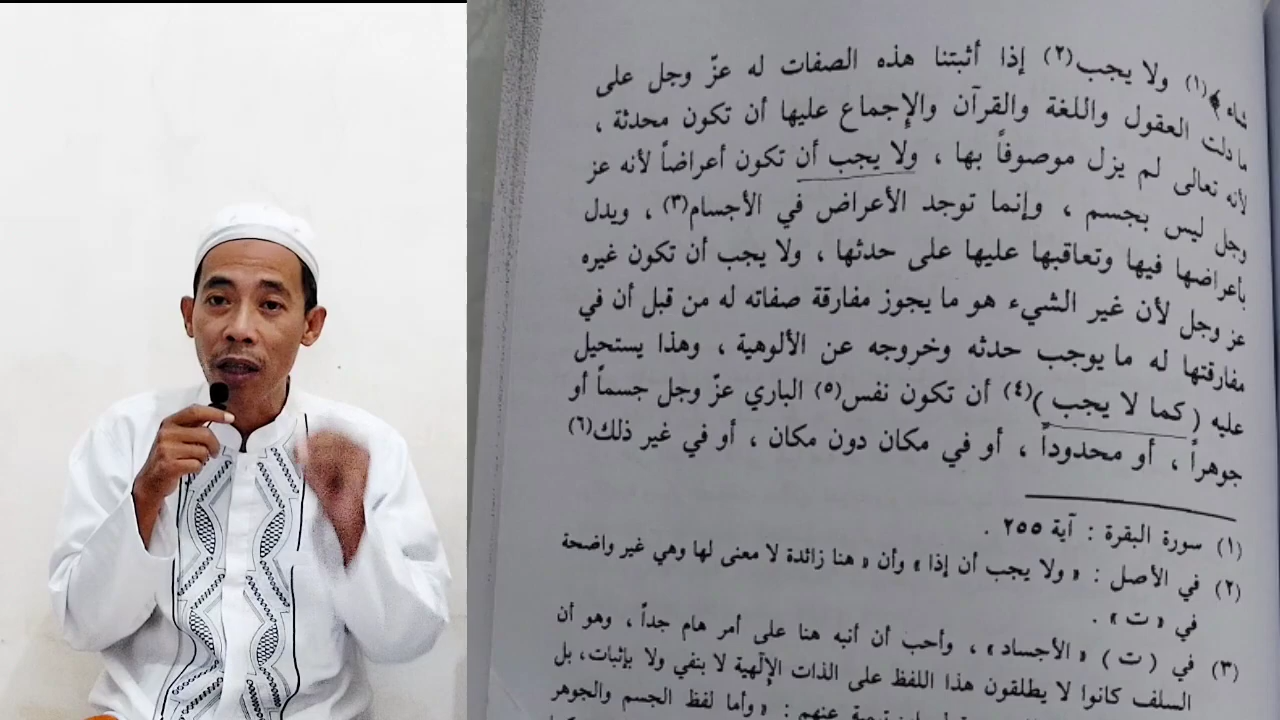 شاء ﴾(١) ولا يجب(٢) إذا أثبتنا هذه الصفات له عزّ وجل على
ما دلت العقول واللغة والقرآن والإجماع عليها أن تكون محدثة ،
لأنه تعالى لم يزل موصوفاً بها ، ولا يجب أن تكون أعراضاً لأنه عز
وجل ليس بجسم ، وإنما توجد الأعراض في الأجسام(٣) ، ويدل
بأعراضها فيها وتعاقبها عليها على حدثها ، ولا يجب أن تكون غيره
عز وجل لأن غير الشيء هو ما يجوز مفارقة صفاته له من قبل أن في
مفارقتها له ما يوجب حدثه وخروجه عن الألوهية ، وهذا يستحيل
عليه ( كما لا يجب )(٤) أن تكون نفس(٥) الباري عزّ وجل جسماً أو
جوهراً ، أو محدوداً ، أو في مكان دون مكان ، أو في غير ذلك(٦)
(١) سورة البقرة : آية ٢٥٥ .
(٢) في الأصل : « ولا يجب أن إذا » وأن « هنا زائدة لا معنى لها وهي غير واضحة
في « ت » .
(٣) في ( ت ) « الأجساد » ، وأحب أن أنبه هنا على أمر هام جداً ، وهو أن
السلف كانوا لا يطلقون هذا اللفظ على الذات الإلهية لا بنفي ولا بإثبات، بل
عنهم : « وأما لفظ الجسم والجوهر